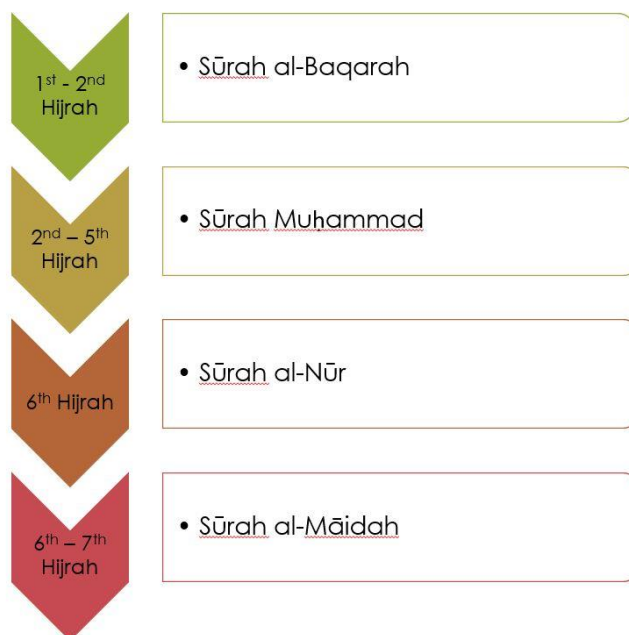 1st - 2nd
Hijrah
• Sūrah al-Baqarah
2nd – 5th
Hijrah
• Sūrah Muḥammad
6th Hijrah
• Sūrah al-Nūr
6th – 7th
Hijrah
• Sūrah al-Māidah